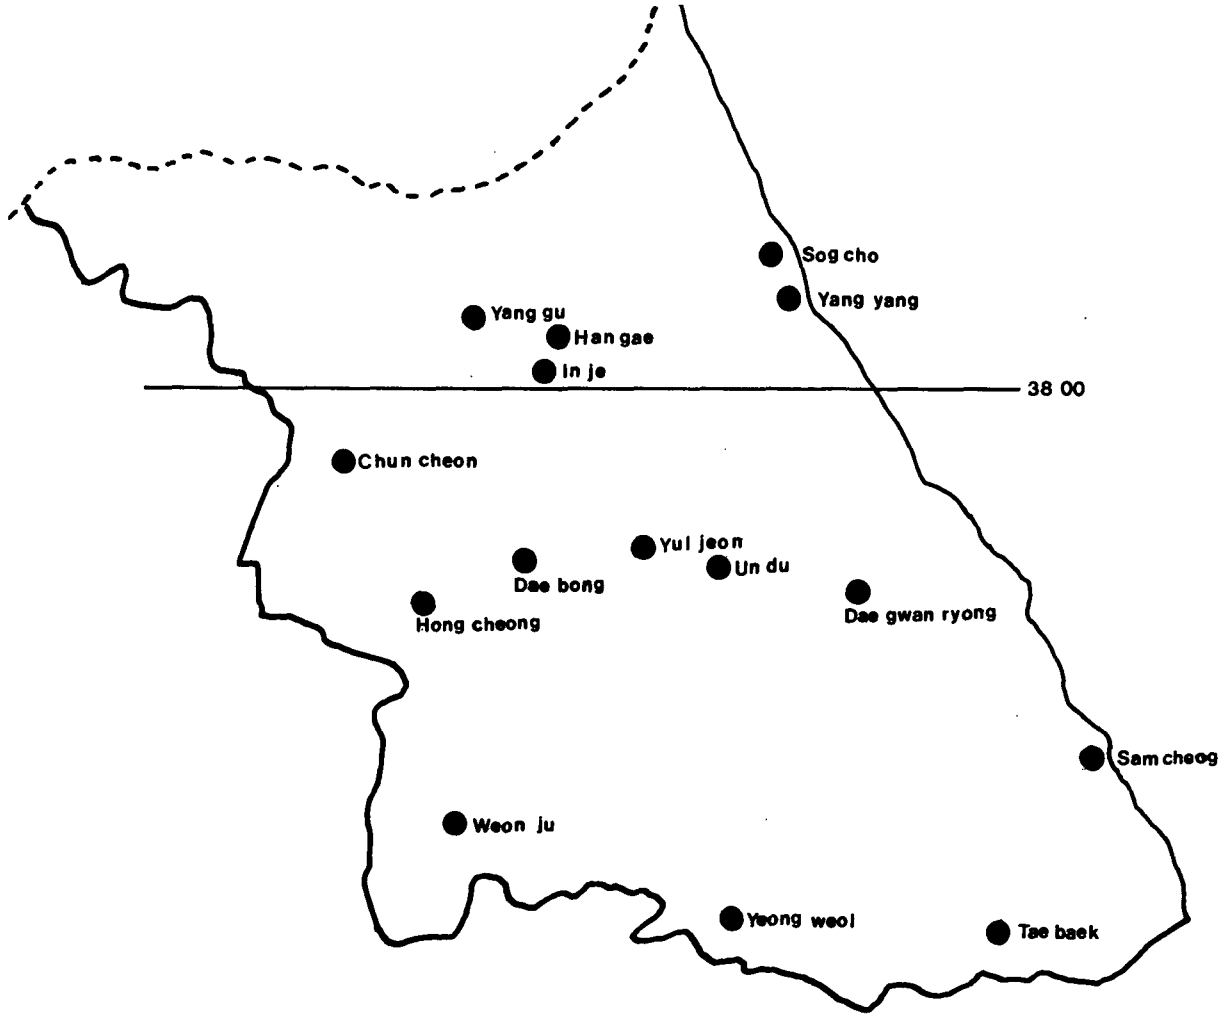 Sog cho
Yang yang
Yang gu
Han gae
In je
38 00
Chun cheon
Yul jeon
Un du
Dae bong
Dae gwan ryong
Hong cheong
Sam cheog
Weon ju
Yeong weol
Tae baek